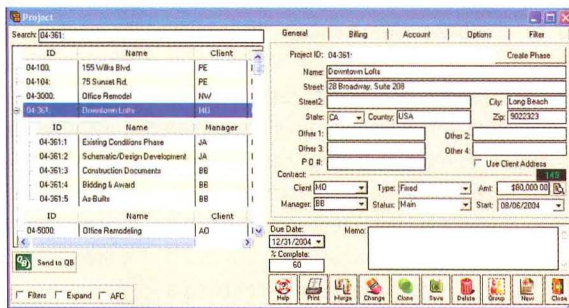 Project
Search: 04-361:
ID Name Client
04-100: 155 Wilks Blvd. PE
04-104: 75 Sunset Rd. PE
04-3000: Office Remodel NW
04-361: Downtown Lofts MO
ID Name Manager
04-361:1 Existing Conditions Phase JA
04-361:2 Schematic/Design Development JA
04-361:3 Construction Documents BB
04-361:4 Bidding & Award BB
04-361:5 As-Builts BB
ID Name Client
04-5000: Office Remodeling AO
QB Send to QB
Filters Expand AFC
General Billing Account Options Filter
Project ID: 04-361: Create Phase
Name: Downtown Lofts
Street: 28 Broadway, Suite 208
Street2: City: Long Beach
State: CA Country: USA Zip: 9022323
Other 1: Other 2:
Other 3: Other 4:
P O #: Use Client Address
Contract: 149
Client MO Type: Fixed Amt: $80,000.00
Manager: BB Status: Main Start: 08/06/2004
Due Date: Memo:
12/31/2004
% Complete:
60
Help Print Merge Change Clone Save Delete Group New Close